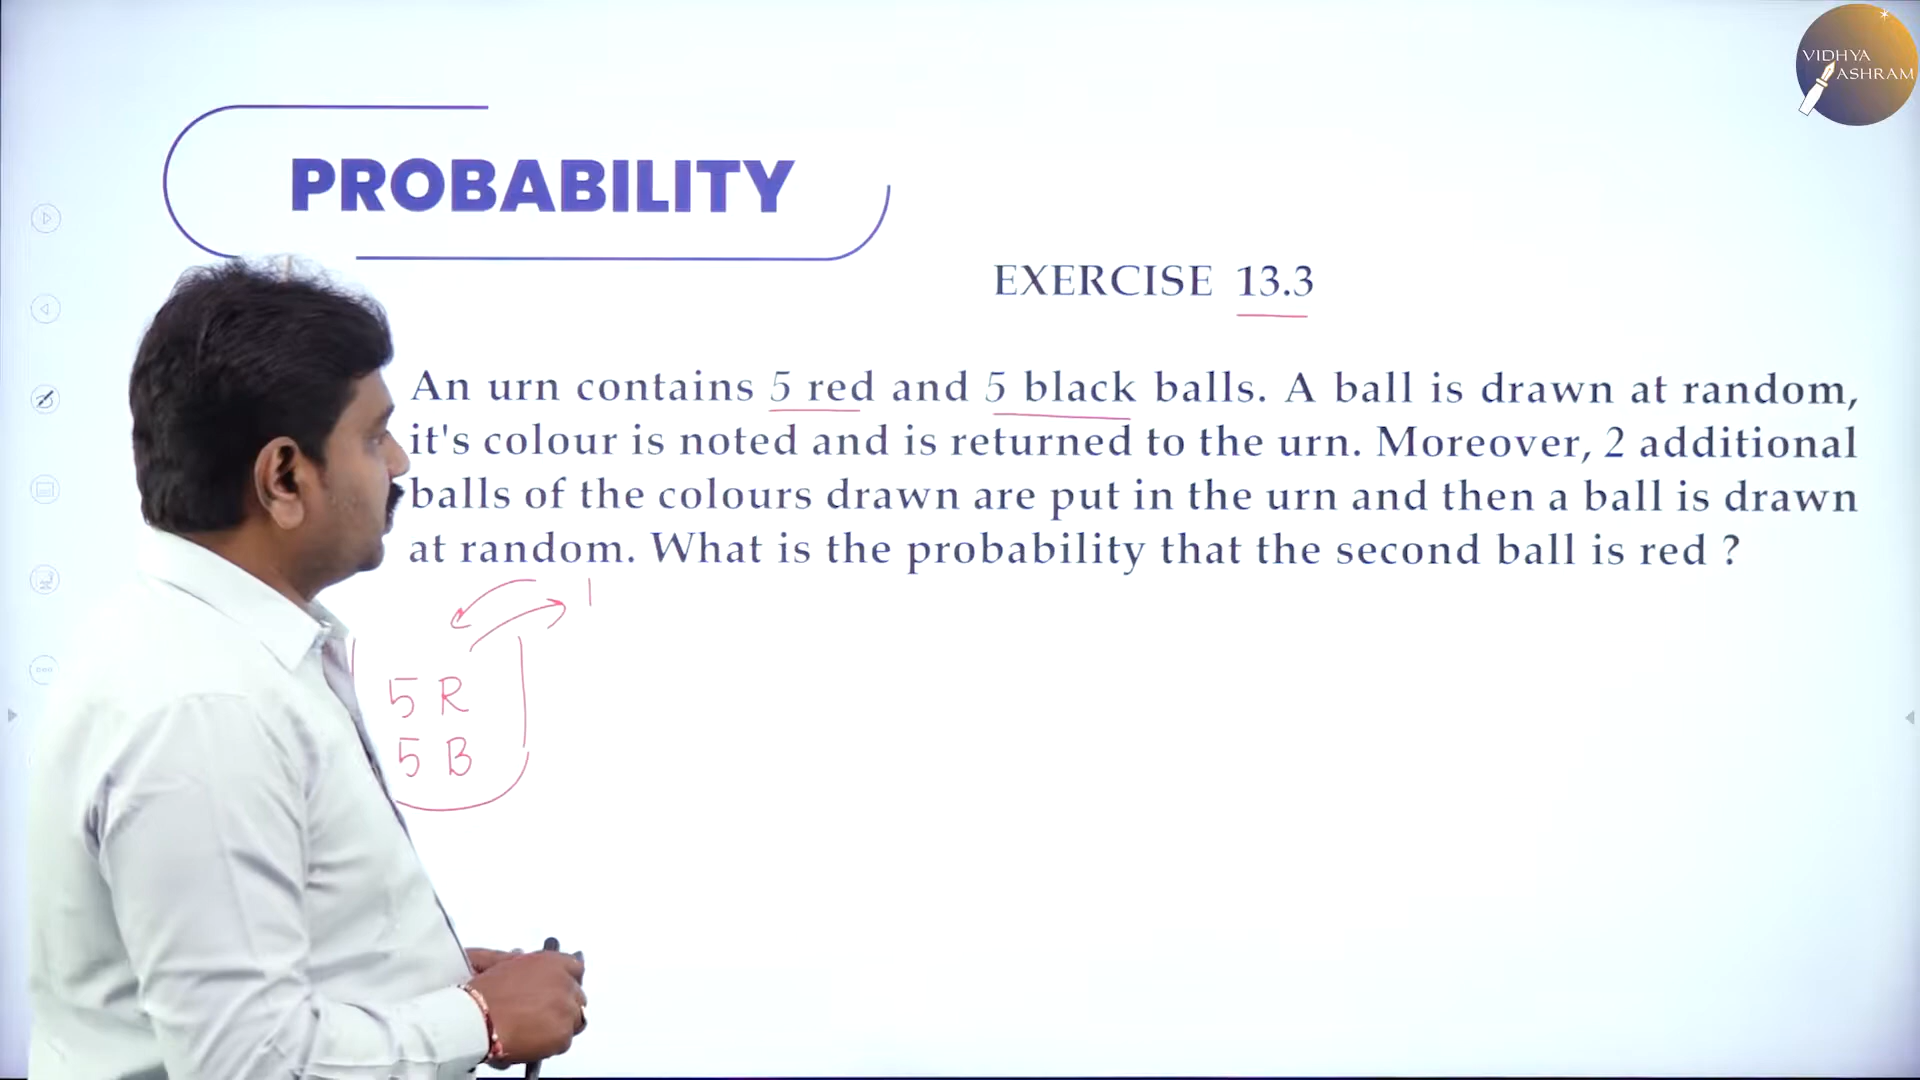 VIDHYA
ASHRAM
PROBABILITY
EXERCISE 13.3
An urn contains 5 red and 5 black balls. A ball is drawn at random,
it's colour is noted and is returned to the urn. Moreover, 2 additional
balls of the colours drawn are put in the urn and then a ball is drawn
at random. What is the probability that the second ball is red ?
1
5 R
5 B